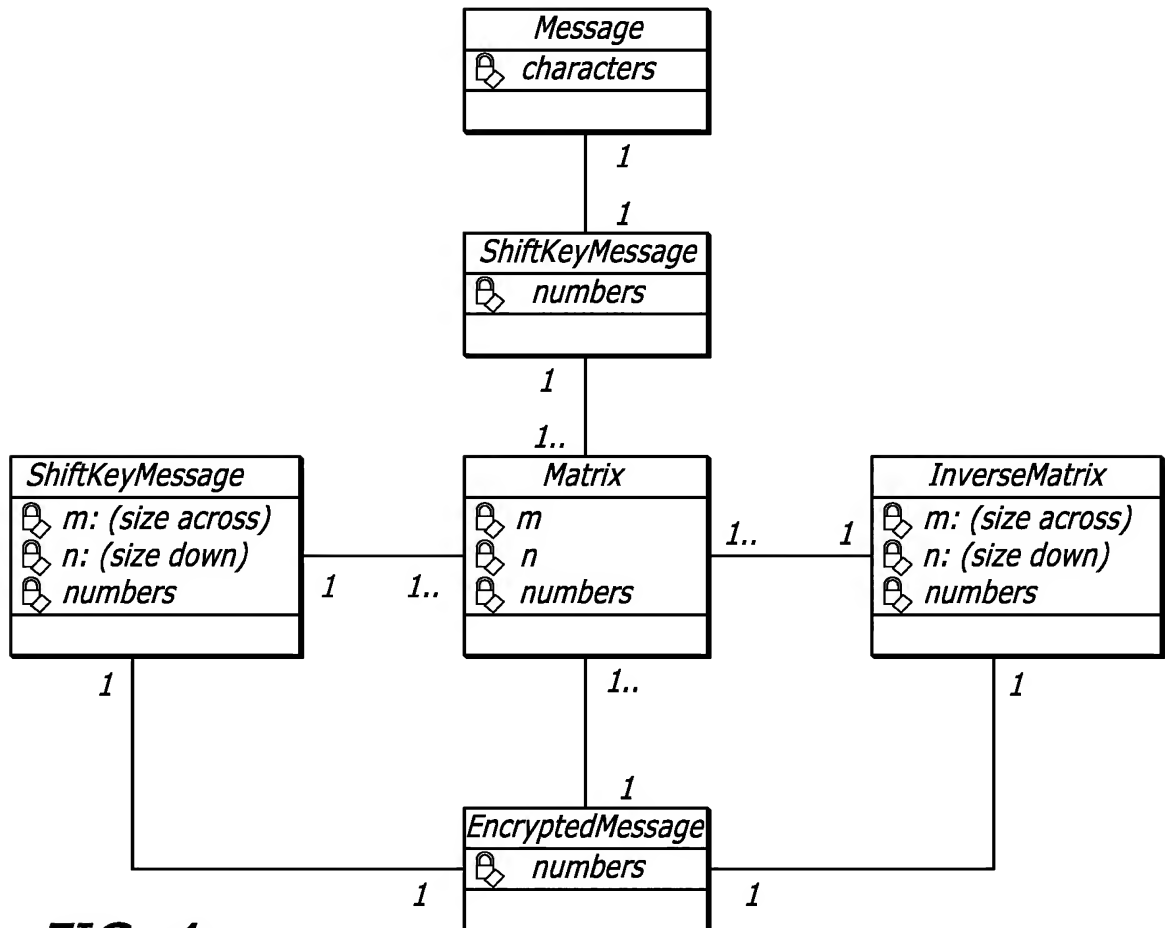 Message
characters
1
1
ShiftKeyMessage
numbers
1
1..
ShiftKeyMessage
m: (size across)
n: (size down)
numbers
Matrix
m
n
numbers
InverseMatrix
m: (size across)
n: (size down)
numbers
1
1..
1..
1
1
1..
1
1
EncryptedMessage
numbers
1
1